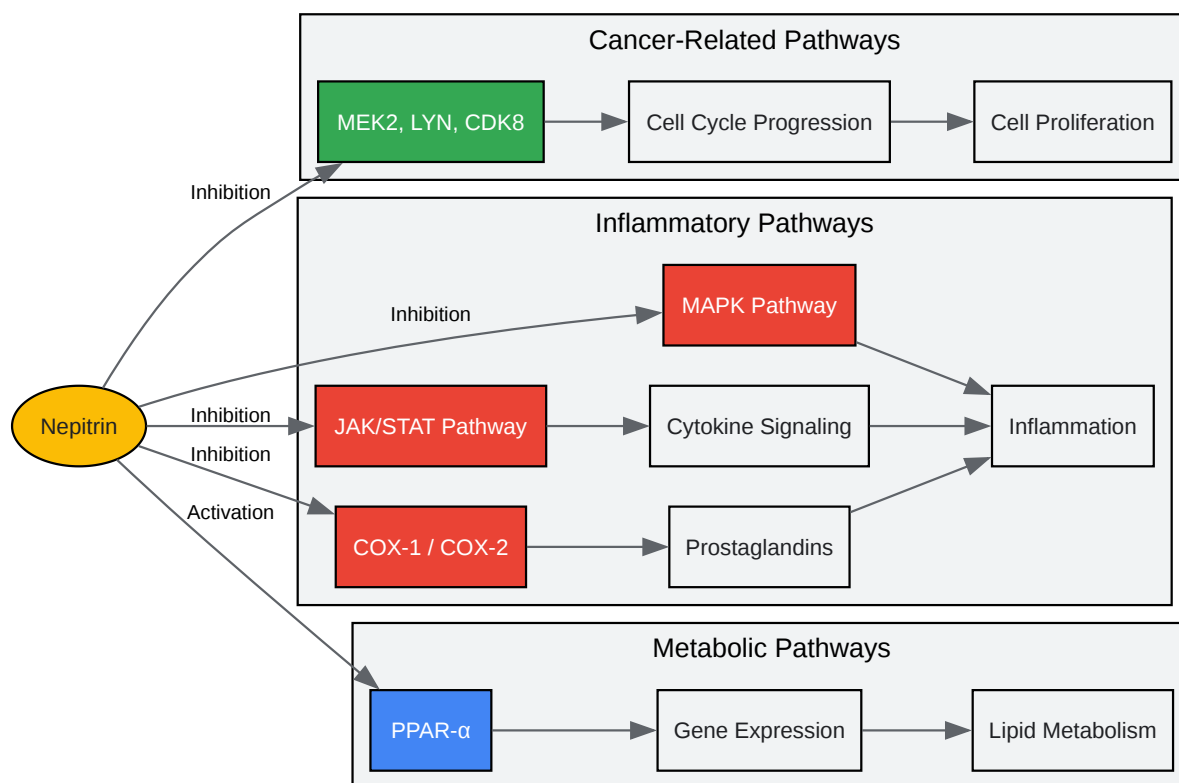 Cancer-Related Pathways
MEK2, LYN, CDK8
Cell Cycle Progression
Cell Proliferation
Inhibition
Inflammatory Pathways
MAPK Pathway
Inhibition
Nepitrin
Inhibition
JAK/STAT Pathway
Cytokine Signaling
Inflammation
Inhibition
Activation
COX-1 / COX-2
Prostaglandins
Metabolic Pathways
PPAR-α
Gene Expression
Lipid Metabolism